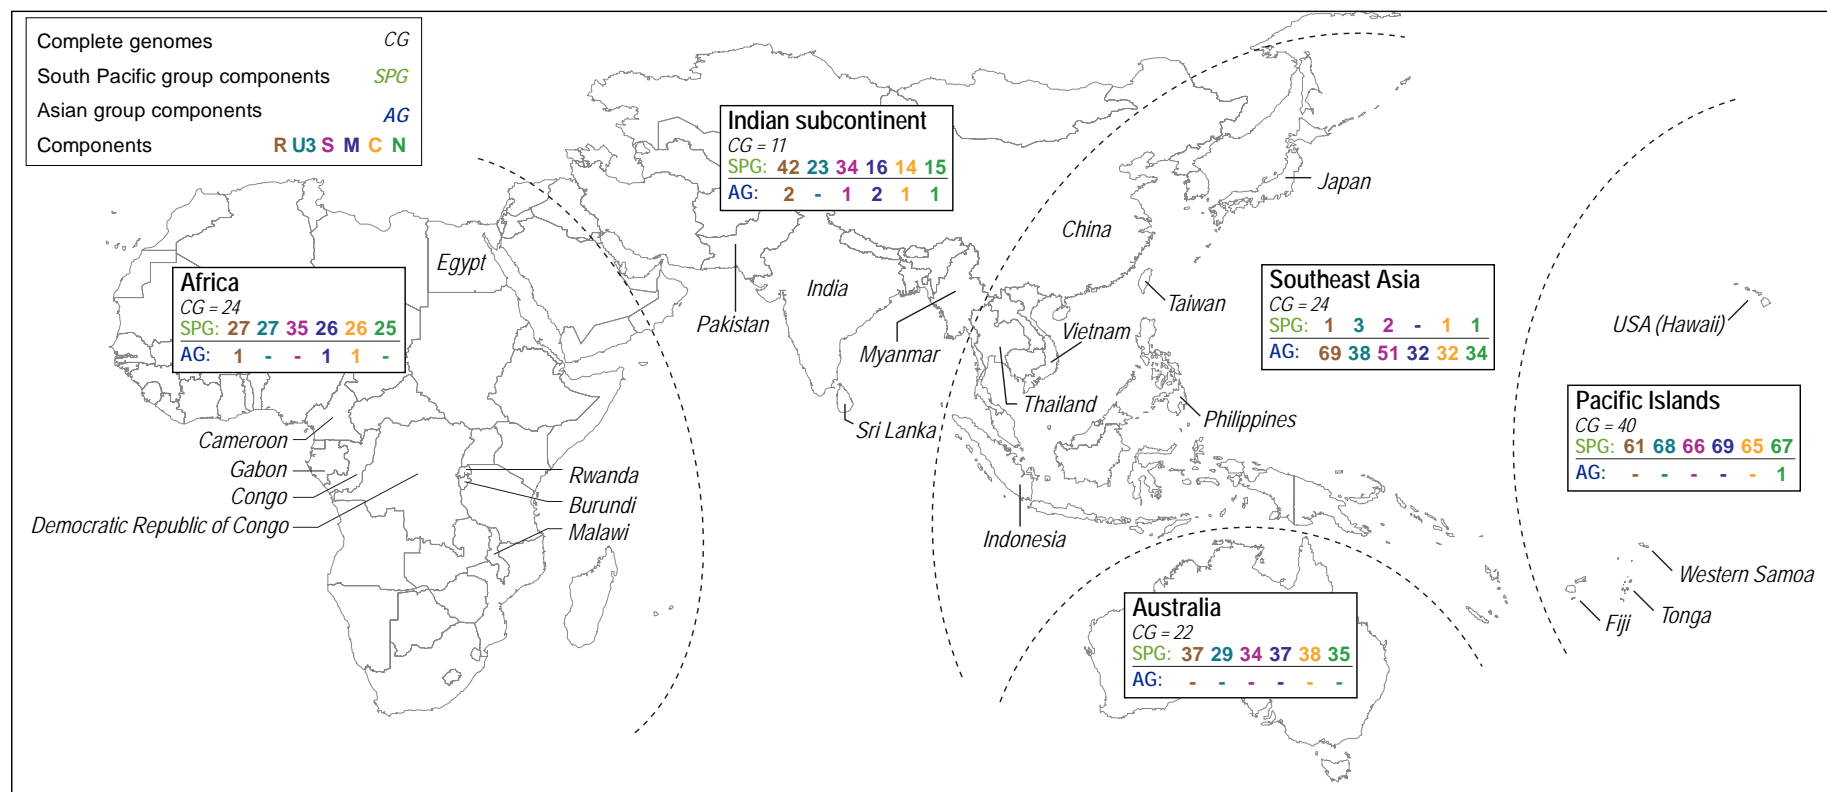 Complete genomes CG
South Pacific group components SPG
Asian group components AG
Components R U3 S M C N
Indian subcontinent
CG = 11
SPG: 42 23 34 16 14 15
AG: 2 - 1 2 1 1
Japan
China
Egypt
Africa
CG = 24
SPG: 27 27 35 26 26 25
AG: 1 - - 1 1 -
India
Pakistan
Myanmar
Vietnam
Taiwan
Southeast Asia
CG = 24
SPG: 1 3 2 - 1 1
AG: 69 38 51 32 32 34
USA (Hawaii)
Thailand
Philippines
Sri Lanka
Pacific Islands
CG = 40
SPG: 61 68 66 69 65 67
AG: - - - - - 1
Cameroon
Gabon
Congo
Democratic Republic of Congo
Rwanda
Burundi
Malawi
Indonesia
Western Samoa
Tonga
Fiji
Australia
CG = 22
SPG: 37 29 34 37 38 35
AG: - - - - - -